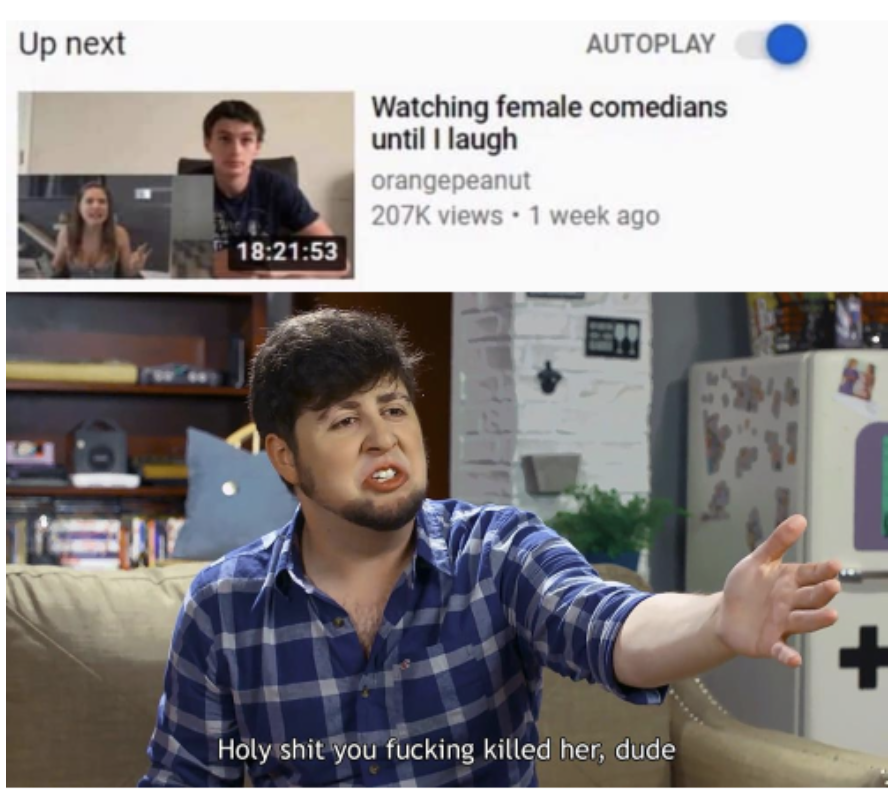 Up next
AUTOPLAY
Watching female comedians
until I laugh
orangepeanut
207K views • 1 week ago
18:21:53
Holy shit you fucking killed her, dude